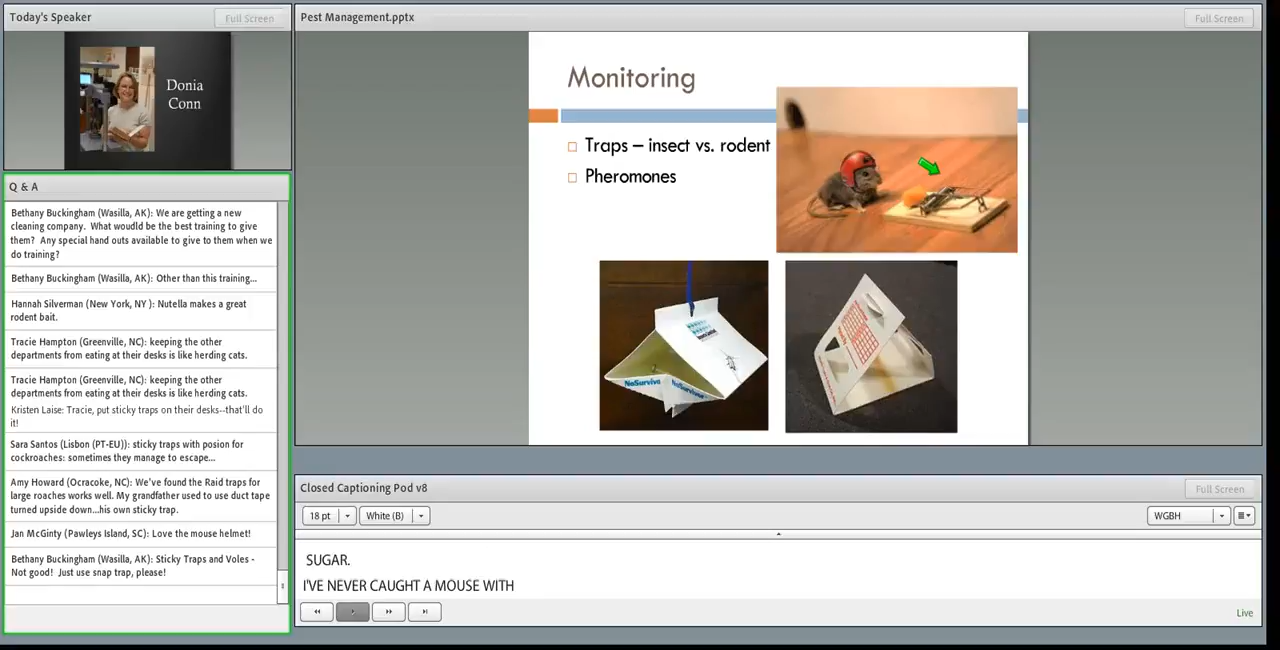 Today's Speaker
Full Screen
Donia
Conn
Q & A
Bethany Buckingham (Wasilla, AK): We are getting a new
cleaning company. What woudld be the best training to give
them? Any special hand outs available to give to them when we
do training?
Bethany Buckingham (Wasilla, AK): Other than this training...
Hannah Silverman (New York, NY ): Nutella makes a great
rodent bait.
Tracie Hampton (Greenville, NC): keeping the other
departments from eating at their desks is like herding cats.
Tracie Hampton (Greenville, NC): keeping the other
departments from eating at their desks is like herding cats.
Kristen Laise: Tracie, put sticky traps on their desks--that'll do
it!
Sara Santos (Lisbon (PT-EU)): sticky traps with posion for
cockroaches: sometimes they manage to escape...
Amy Howard (Ocracoke, NC): We've found the Raid traps for
large roaches works well. My grandfather used to use duct tape
turned upside down...his own sticky trap.
Jan McGinty (Pawleys Island, SC): Love the mouse helmet!
Bethany Buckingham (Wasilla, AK): Sticky Traps and Voles -
Not good! Just use snap trap, please!
Pest Management.pptx
Full Screen
Monitoring
Traps – insect vs. rodent
Pheromones
NoSurvivo
Closed Captioning Pod v8
Full Screen
18 pt
White (B)
WGBH
SUGAR.
I'VE NEVER CAUGHT A MOUSE WITH
Live